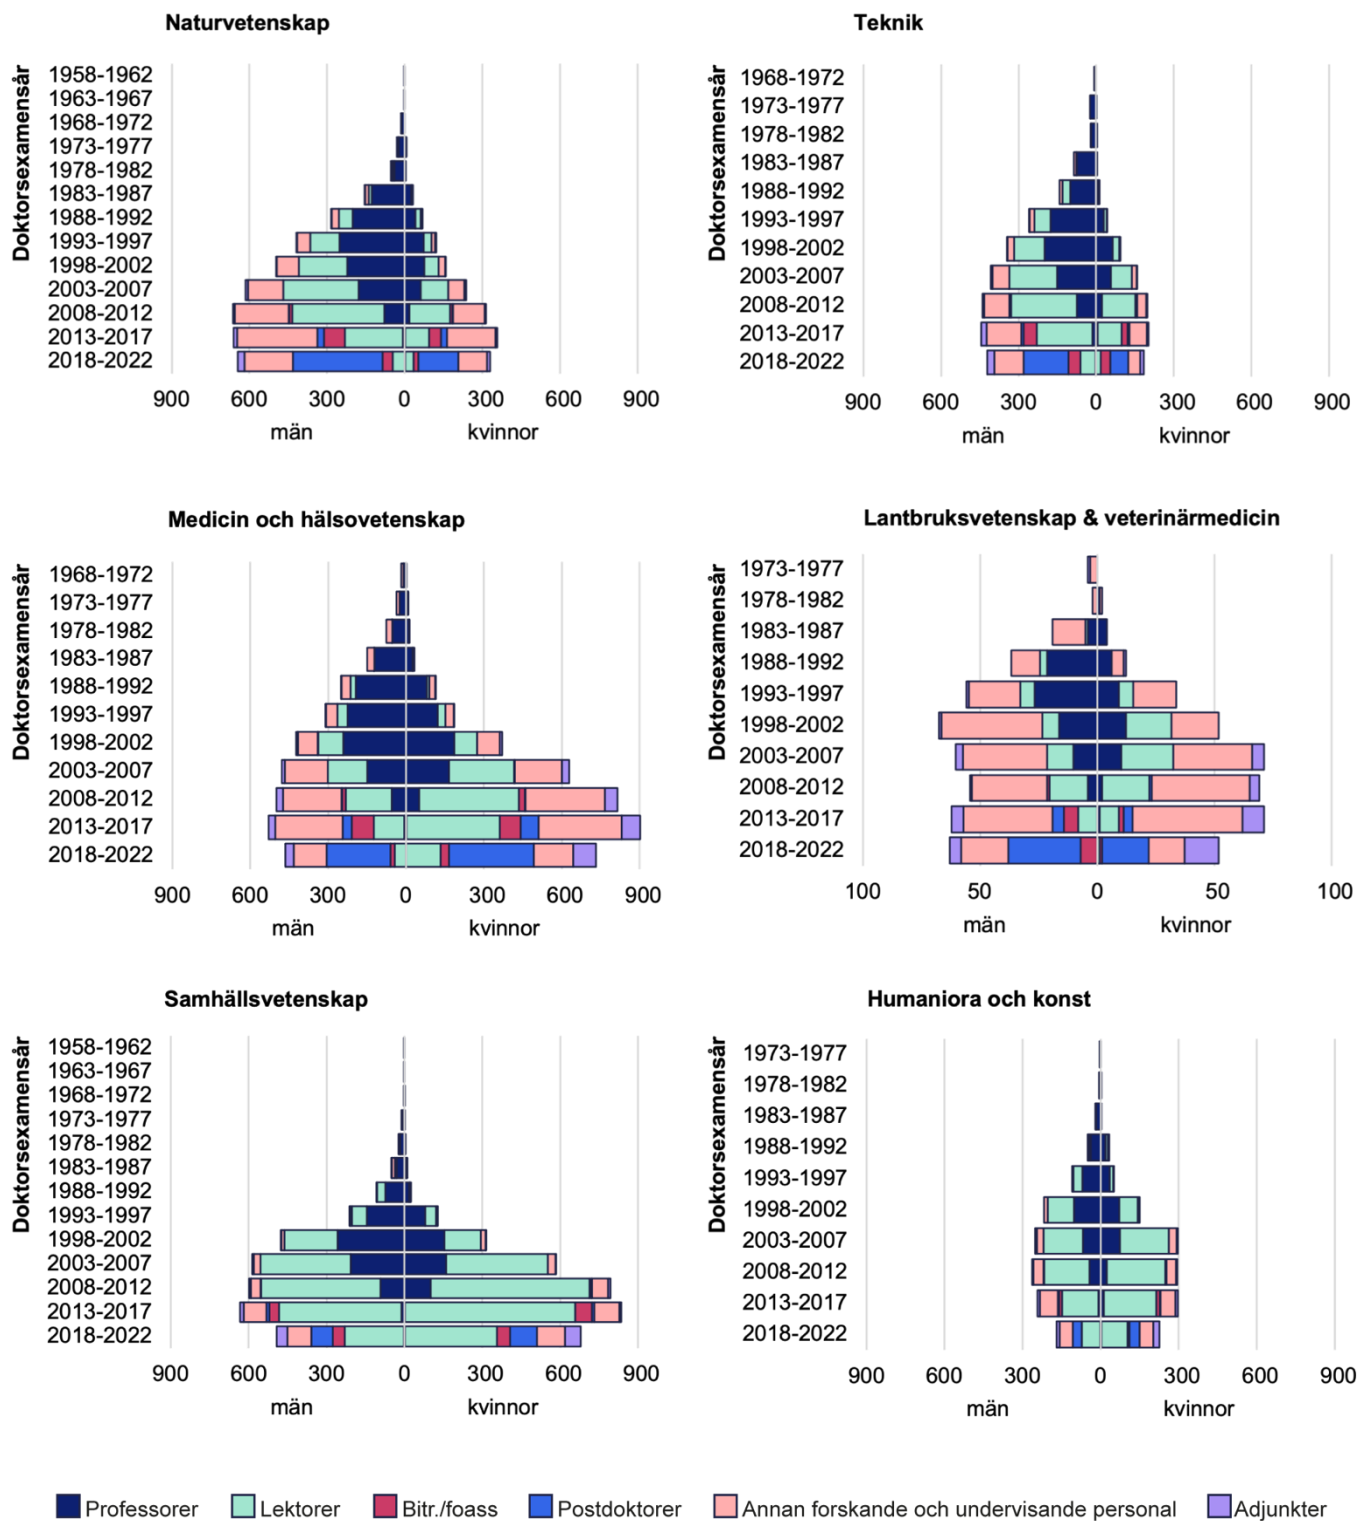 Naturvetenskap
Doktorsexamensår
1958-1962
1963-1967
1968-1972
1973-1977
1978-1982
1983-1987
1988-1992
1993-1997
1998-2002
2003-2007
2008-2012
2013-2017
2018-2022
900 600 300 0 300 600 900
män kvinnor
Teknik
Doktorsexamensår
1968-1972
1973-1977
1978-1982
1983-1987
1988-1992
1993-1997
1998-2002
2003-2007
2008-2012
2013-2017
2018-2022
900 600 300 0 300 600 900
män kvinnor
Medicin och hälsovetenskap
Doktorsexamensår
1968-1972
1973-1977
1978-1982
1983-1987
1988-1992
1993-1997
1998-2002
2003-2007
2008-2012
2013-2017
2018-2022
900 600 300 0 300 600 900
män kvinnor
Lantbruksvetenskap & veterinärmedicin
Doktorsexamensår
1973-1977
1978-1982
1983-1987
1988-1992
1993-1997
1998-2002
2003-2007
2008-2012
2013-2017
2018-2022
100 50 0 50 100
män kvinnor
Samhällsvetenskap
Doktorsexamensår
1958-1962
1963-1967
1968-1972
1973-1977
1978-1982
1983-1987
1988-1992
1993-1997
1998-2002
2003-2007
2008-2012
2013-2017
2018-2022
900 600 300 0 300 600 900
män kvinnor
Humaniora och konst
Doktorsexamensår
1973-1977
1978-1982
1983-1987
1988-1992
1993-1997
1998-2002
2003-2007
2008-2012
2013-2017
2018-2022
900 600 300 0 300 600 900
män kvinnor
Professorer Lektorer Bitr./foass Postdoktorer Annan forskande och undervisande personal Adjunkter